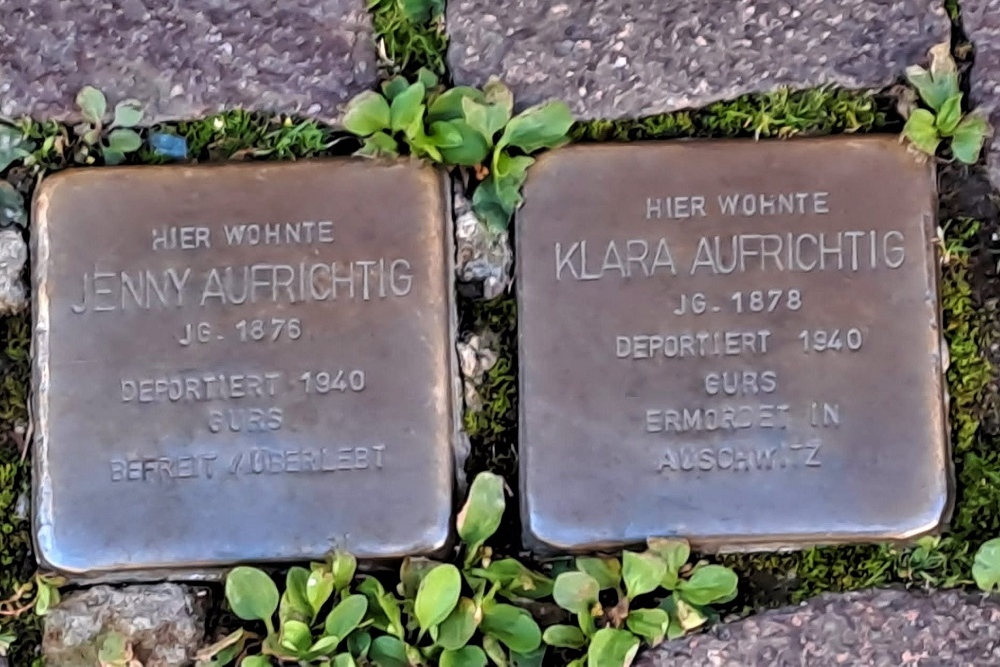 HIER WOHNTE
JENNY AUFRICHTIG
JG. 1876
DEPORTIERT 1940
GURS
BEFREIT / ÜBERLEBT
HIER WOHNTE
KLARA AUFRICHTIG
JG. 1878
DEPORTIERT 1940
GURS
ERMORDET IN
AUSCHWITZ